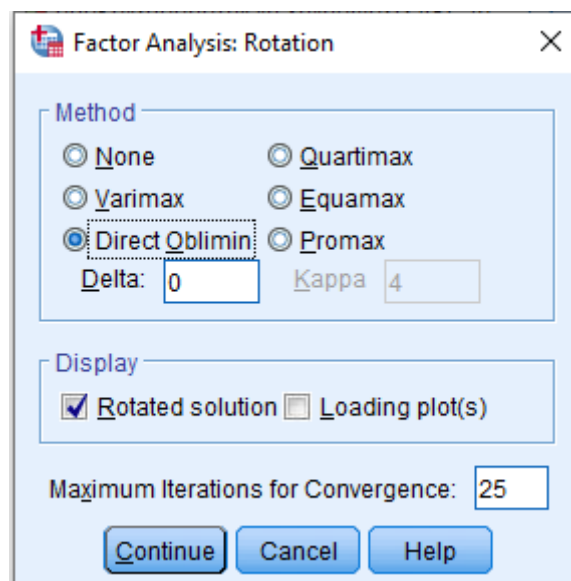 Factor Analysis: Rotation
Method
None Quartimax
Varimax Equamax
Direct Oblimin Promax
Delta: 0 Kappa 4
Display
Rotated solution Loading plot(s)
Maximum Iterations for Convergence: 25
Continue Cancel Help